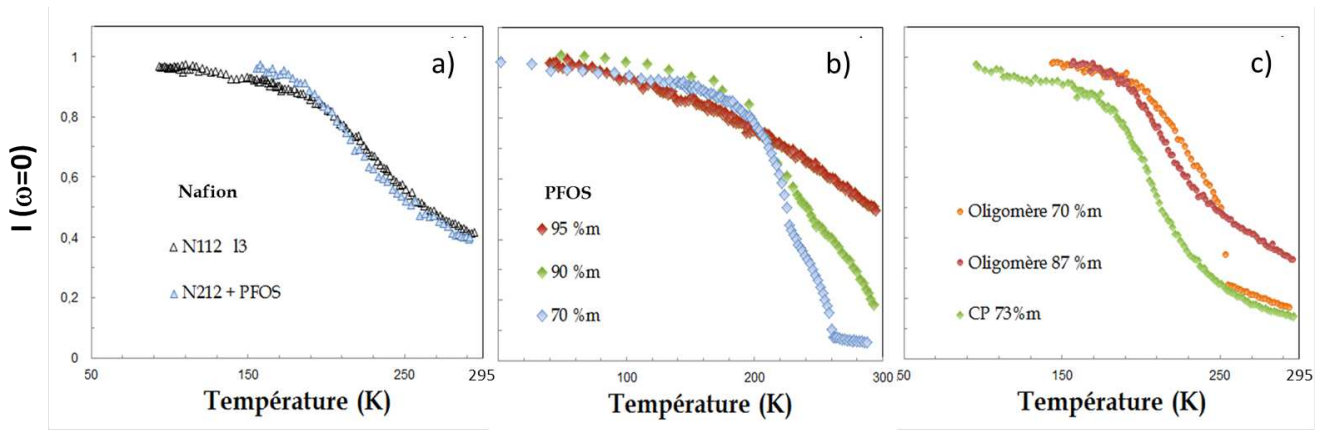 a)
b)
c)
I (ω=0)
1
0,8
0,6
0,4
0,2
0
Nafion
N112 I3
N212 + PFOS
PFOS
95 %m
90 %m
70 %m
Oligomère 70 %m
Oligomère 87 %m
CP 73%m
50 150 250 295
100 200 300
50 150 250 295
Température (K)
Température (K)
Température (K)